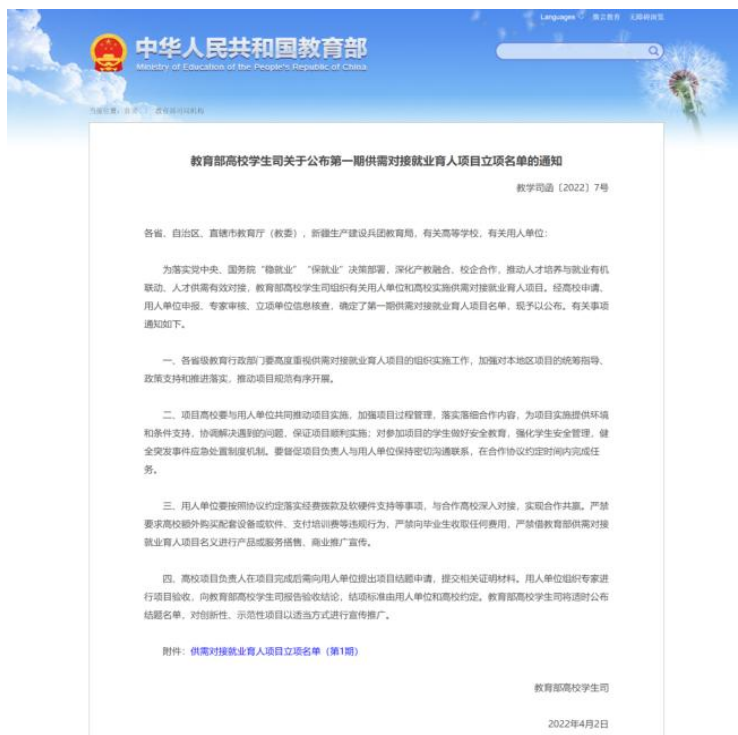 Languages
微言教育
无障碍浏览
中华人民共和国教育部
Ministry of Education of the People's Republic of China
当前位置：首页
教育部司局机构
教育部高校学生司关于公布第一期供需对接就业育人项目立项名单的通知
教学司函〔2022〕7号
各省、自治区、直辖市教育厅（教委），新疆生产建设兵团教育局，有关高等学校，有关用人单位：
为落实党中央、国务院“稳就业”“保就业”决策部署，深化产教融合、校企合作，推动人才培养与就业有机
联动、人才供需有效对接，教育部高校学生司组织有关用人单位和高校实施供需对接就业育人项目。经高校申请、
用人单位申报、专家审核、立项单位信息核查，确定了第一期供需对接就业育人项目名单，现予以公布。有关事项
通知如下。
一、各省级教育行政部门要高度重视供需对接就业育人项目的组织实施工作，加强对本地区项目的统筹指导、
政策支持和推进落实，推动项目规范有序开展。
二、项目高校要与用人单位共同推动项目实施，加强项目过程管理，落实落细合作内容，为项目实施提供环境
和条件支持，协调解决遇到的问题，保证项目顺利实施；对参加项目的学生做好安全教育，强化学生安全管理，健
全突发事件应急处置制度机制。要督促项目负责人与用人单位保持密切沟通联系，在合作协议约定时间内完成任
务。
三、用人单位要按照协议约定落实经费拨款及软硬件支持等事项，与合作高校深入对接，实现合作共赢。严禁
要求高校额外购买配套设备或软件、支付培训费等违规行为，严禁向毕业生收取任何费用，严禁借教育部供需对接
就业育人项目名义进行产品或服务搭售、商业推广宣传。
四、高校项目负责人在项目完成后需向用人单位提出项目结题申请，提交相关证明材料。用人单位组织专家进
行项目验收，向教育部高校学生司报告验收结论，结项标准由用人单位和高校约定。教育部高校学生司将适时公布
结题名单，对创新性、示范性项目以适当方式进行宣传推广。
附件：供需对接就业育人项目立项名单（第1期）
教育部高校学生司
2022年4月2日